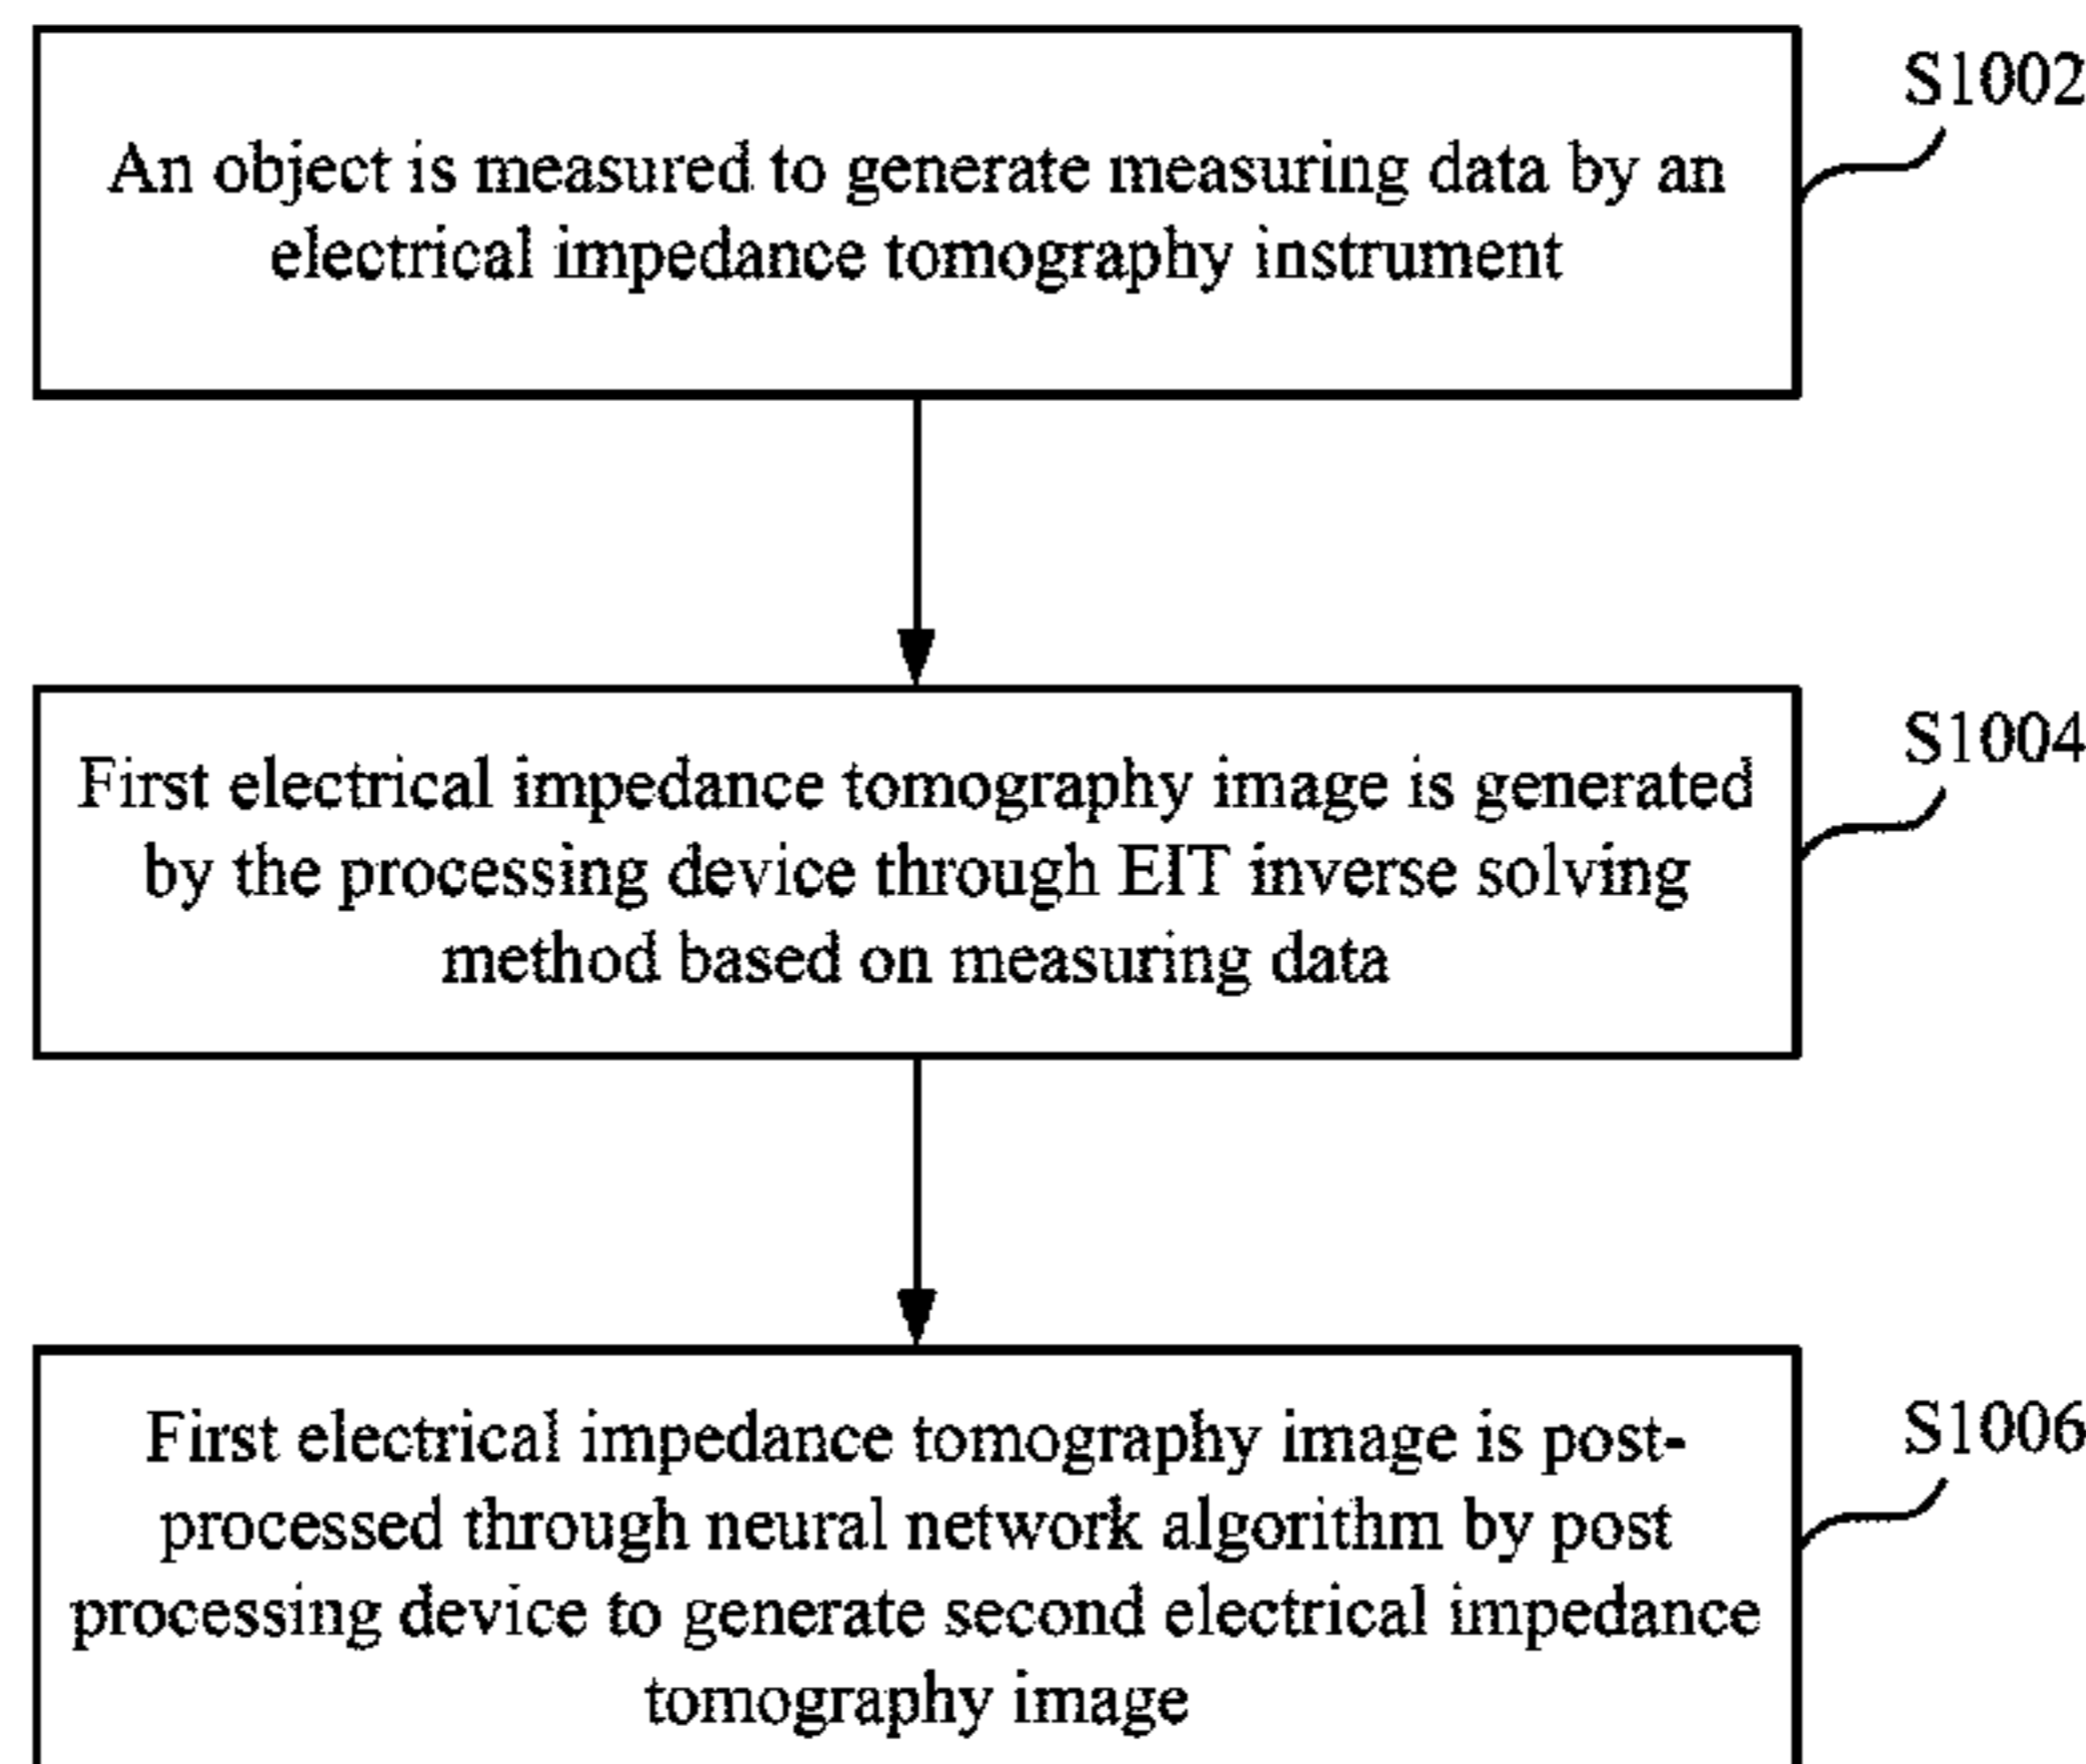 S1002
An object is measured to generate measuring data by an
electrical impedance tomography instrument
S1004
First electrical impedance tomography image is generated
by the processing device through EIT inverse solving
method based on measuring data
S1006
First electrical impedance tomography image is post-
processed through neural network algorithm by post
processing device to generate second electrical impedance
tomography image